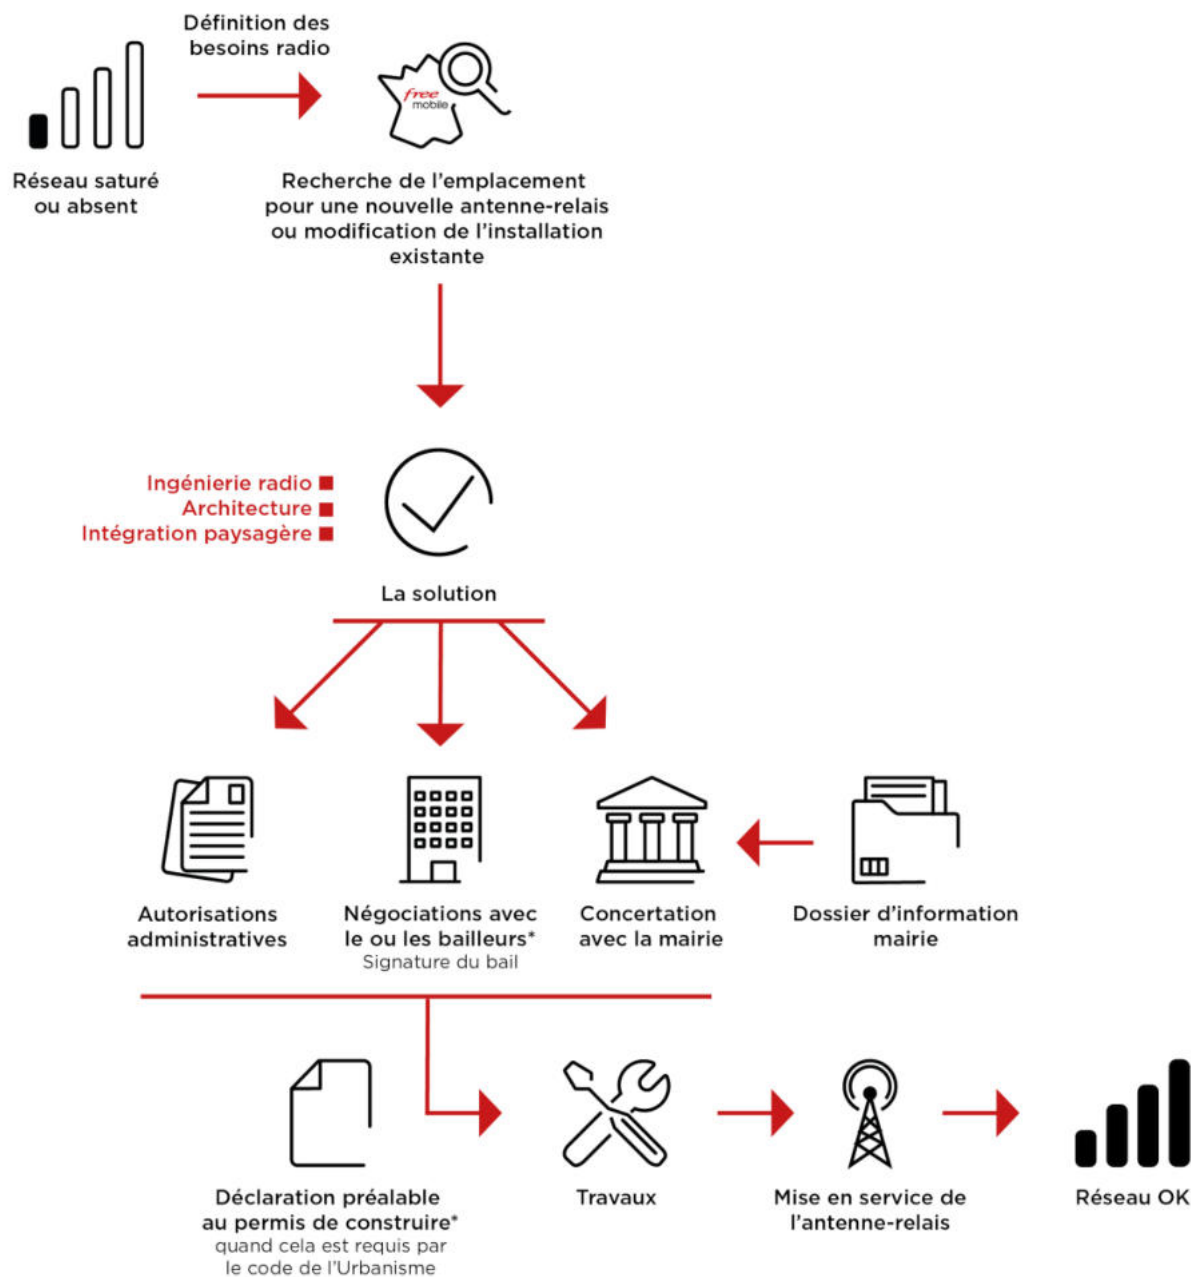 Définition des
besoins radio
free
mobile
Réseau saturé
ou absent
Recherche de l'emplacement
pour une nouvelle antenne-relais
ou modification de l'installation
existante
Ingénierie radio
Architecture
Intégration paysagère
La solution
Autorisations
administratives
Négociations avec
le ou les bailleurs*
Signature du bail
Concertation
avec la mairie
Dossier d'information
mairie
Déclaration préalable
au permis de construire*
quand cela est requis par
le code de l'Urbanisme
Travaux
Mise en service de
l'antenne-relais
Réseau OK